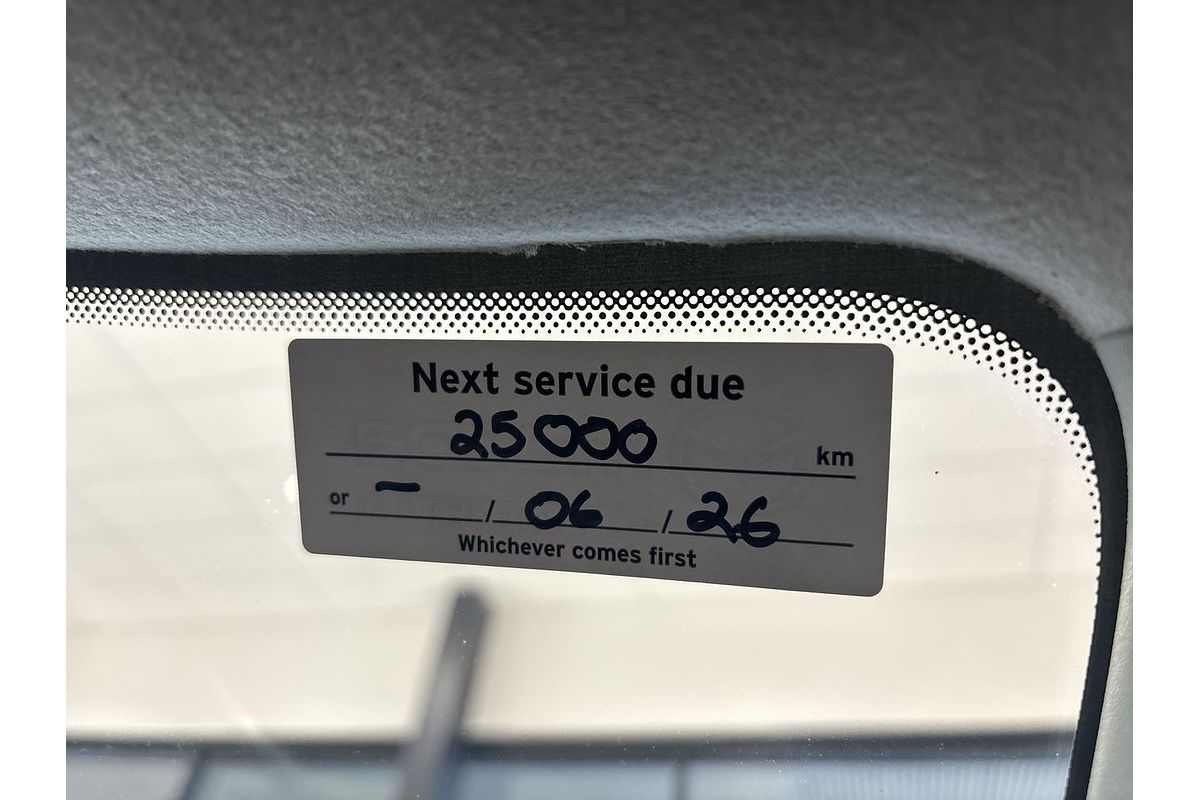 Next service due
25000 km
or - / 06 / 26
Whichever comes first